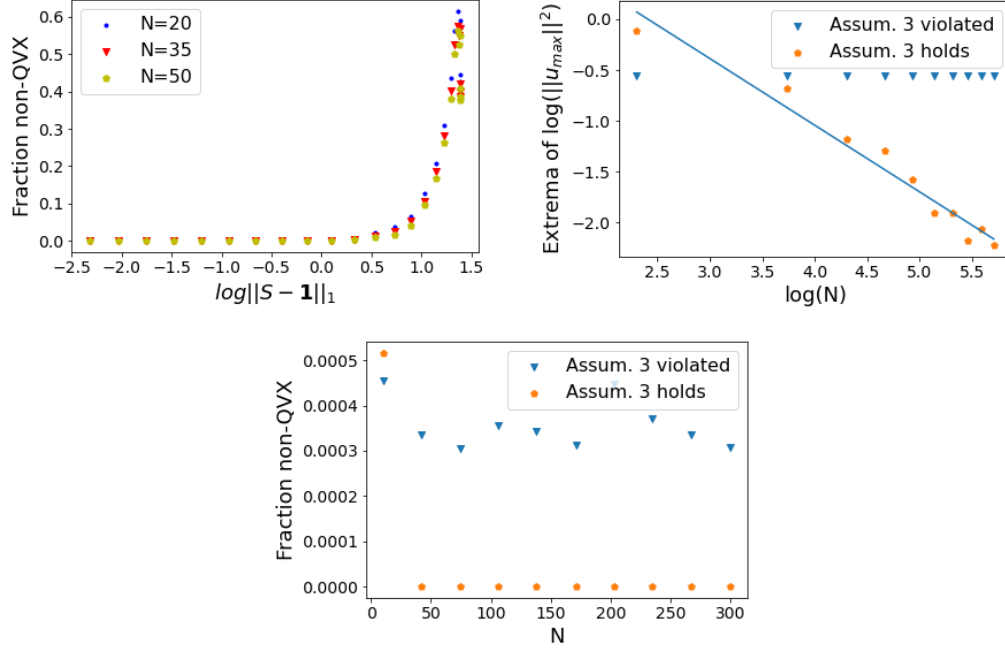 Fraction non-QVX
0.6
0.5
0.4
0.3
0.2
0.1
0.0
N=20
N=35
N=50
−2.5 −2.0 −1.5 −1.0 −0.5 0.0 0.5 1.0 1.5
log||S − 1||₁
Extrema of log(||u_max||²)
0.0
−0.5
−1.0
−1.5
−2.0
Assum. 3 violated
Assum. 3 holds
2.5 3.0 3.5 4.0 4.5 5.0 5.5
log(N)
Fraction non-QVX
0.0005
0.0004
0.0003
0.0002
0.0001
0.0000
Assum. 3 violated
Assum. 3 holds
0 50 100 150 200 250 300
N